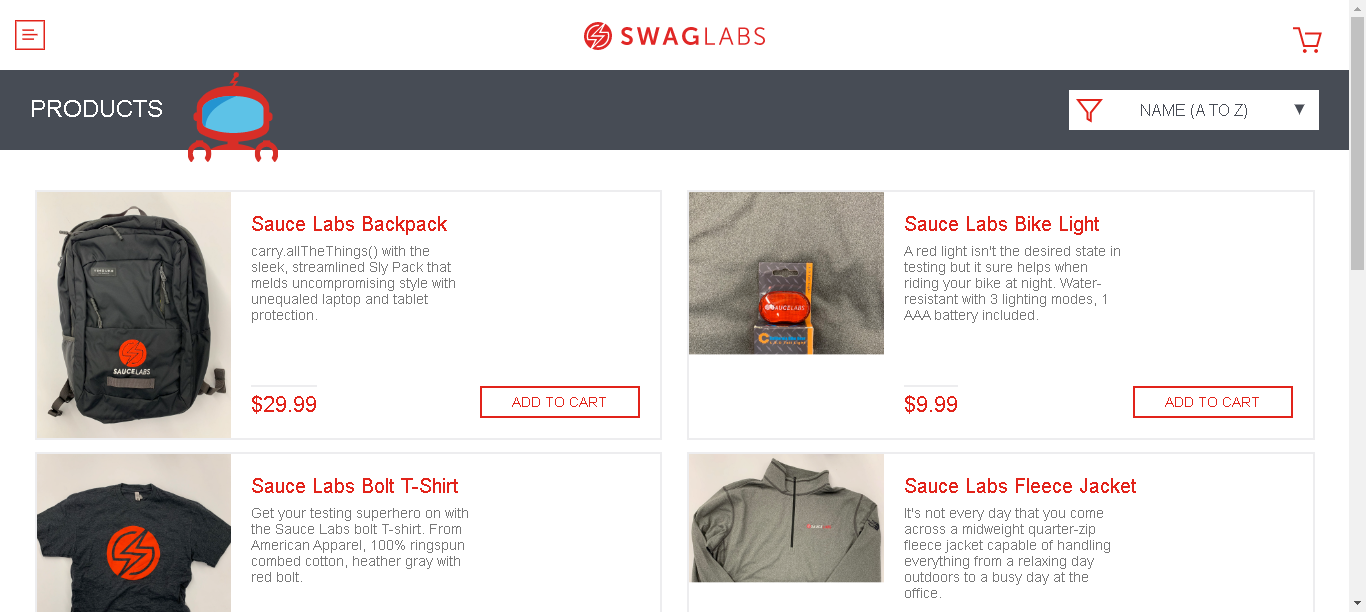 SWAGLABS
PRODUCTS
NAME (A TO Z)
Sauce Labs Backpack
carry.allTheThings() with the
sleek, streamlined Sly Pack that
melds uncompromising style with
unequaled laptop and tablet
protection.
$29.99
ADD TO CART
SAUCELABS
Sauce Labs Bike Light
A red light isn't the desired state in
testing but it sure helps when
riding your bike at night. Water-
resistant with 3 lighting modes, 1
AAA battery included.
$9.99
ADD TO CART
SAUCELABS
Sauce Labs Bolt T-Shirt
Get your testing superhero on with
the Sauce Labs bolt T-shirt. From
American Apparel, 100% ringspun
combed cotton, heather gray with
red bolt.
Sauce Labs Fleece Jacket
It's not every day that you come
across a midweight quarter-zip
fleece jacket capable of handling
everything from a relaxing day
outdoors to a busy day at the
office.